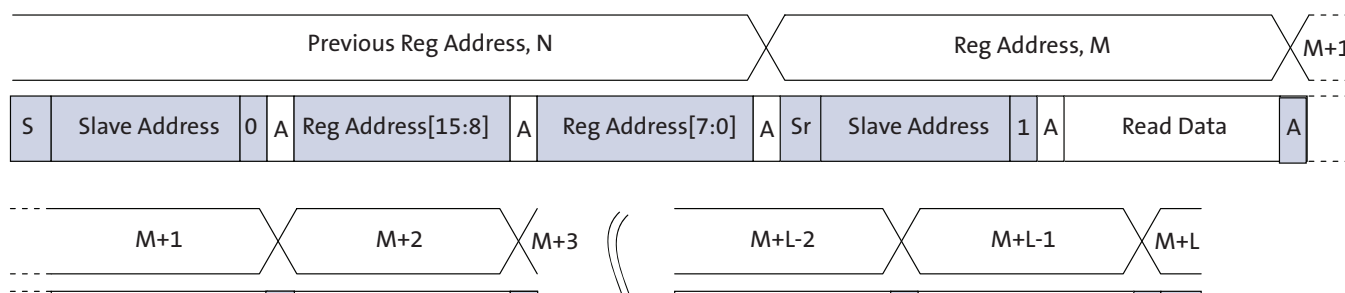 Previous Reg Address, N Reg Address, M M+1
S Slave Address 0 A Reg Address[15:8] A Reg Address[7:0] A Sr Slave Address 1 A Read Data A
M+1 M+2 M+3 M+L-2 M+L-1 M+L